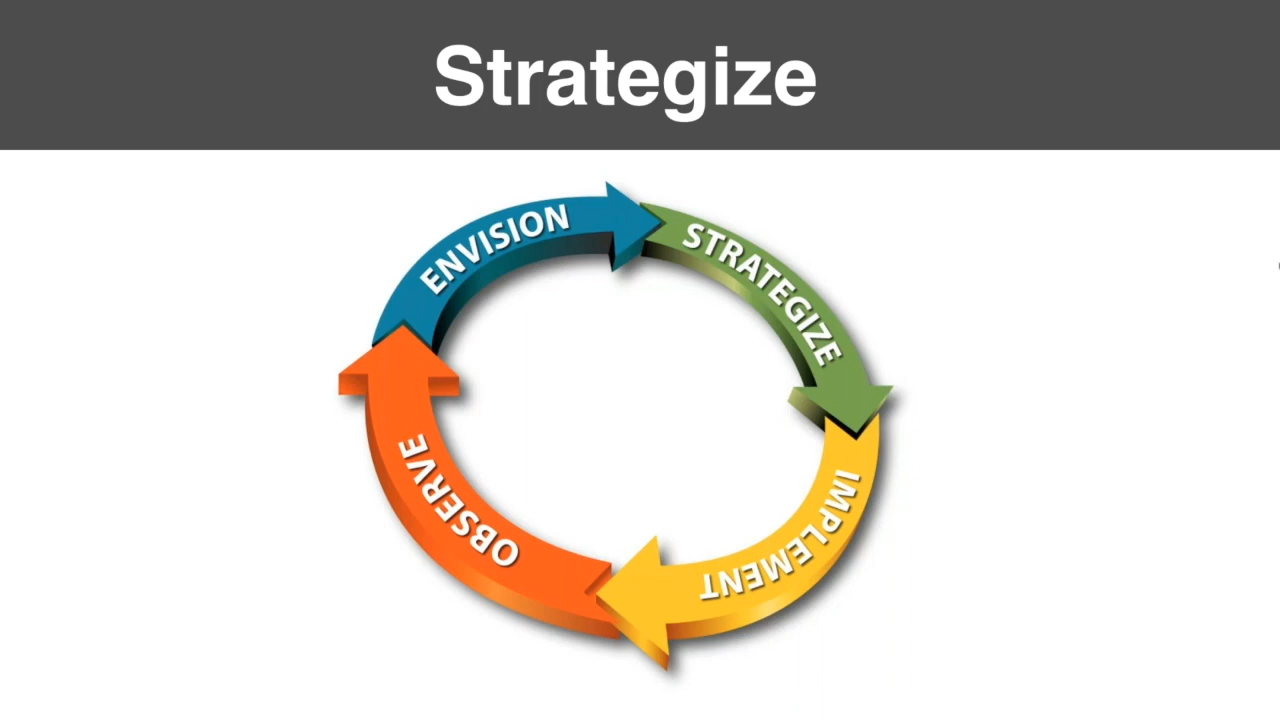 Strategize
ENVISION
STRATEGIZE
IMPLEMENT
OBSERVE